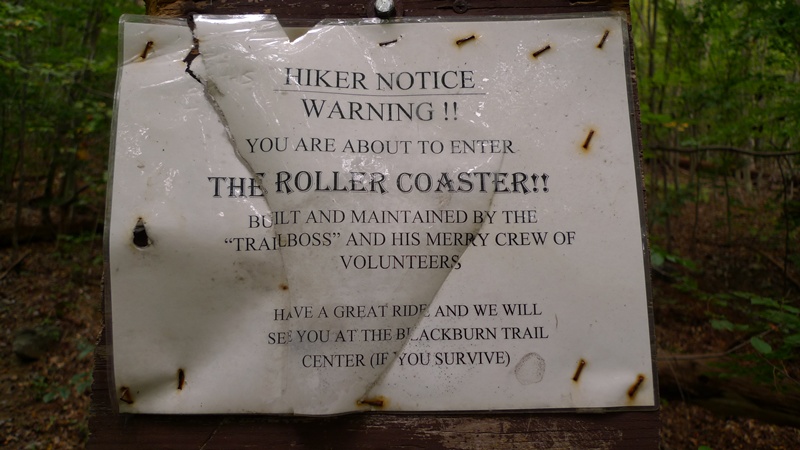 HIKER NOTICE
WARNING !!
YOU ARE ABOUT TO ENTER
THE ROLLER COASTER!!
BUILT AND MAINTAINED BY THE
“TRAILBOSS” AND HIS MERRY CREW OF
VOLUNTEERS
HAVE A GREAT RIDE AND WE WILL
SEE YOU AT THE BLACKBURN TRAIL
CENTER (IF YOU SURVIVE)